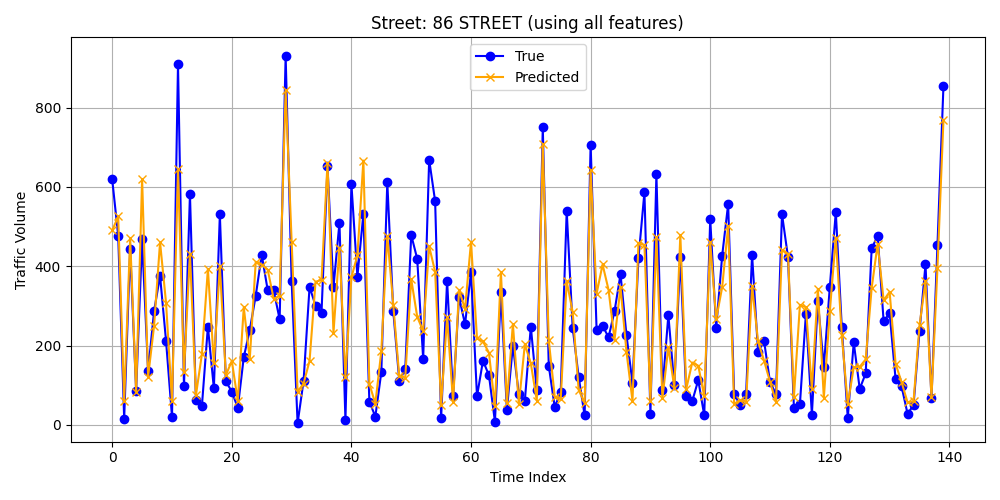 Street: 86 STREET (using all features)
True
Predicted
Traffic Volume
800
600
400
200
0
0 20 40 60 80 100 120 140
Time Index